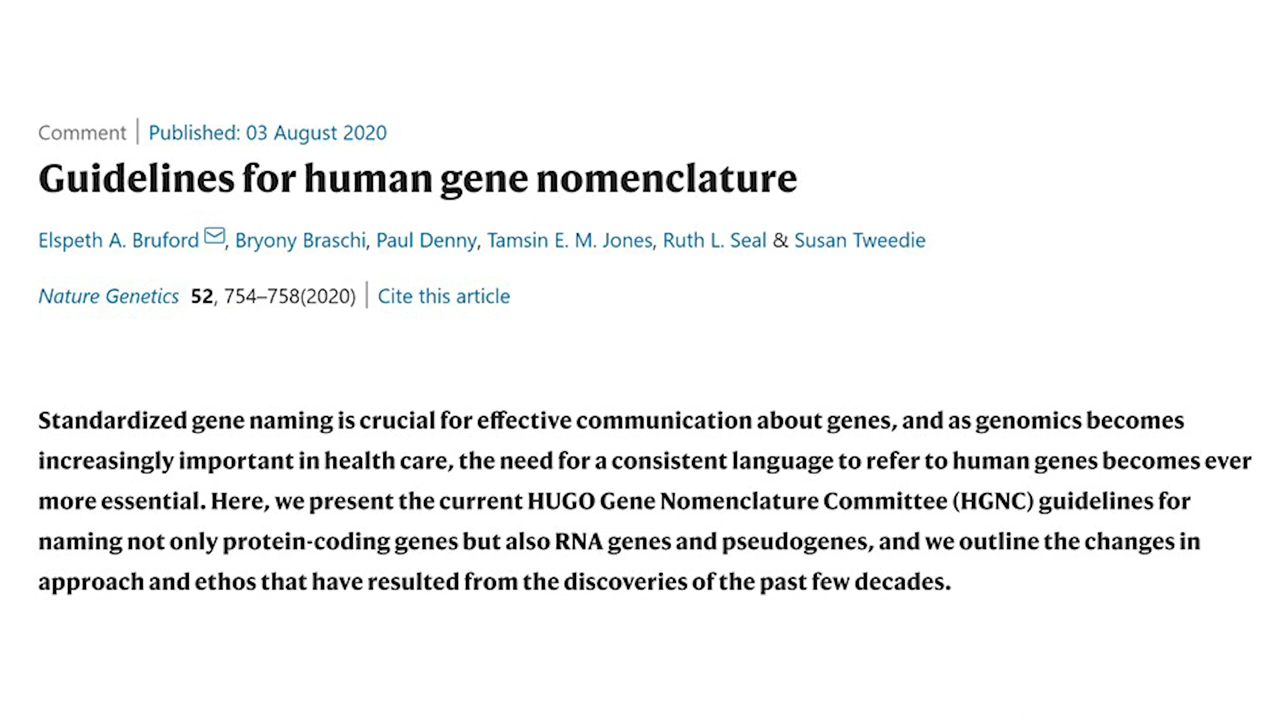 Comment | Published: 03 August 2020
Guidelines for human gene nomenclature
Elspeth A. Bruford, Bryony Braschi, Paul Denny, Tamsin E. M. Jones, Ruth L. Seal & Susan Tweedie
Nature Genetics 52, 754–758(2020) | Cite this article
Standardized gene naming is crucial for effective communication about genes, and as genomics becomes
increasingly important in health care, the need for a consistent language to refer to human genes becomes ever
more essential. Here, we present the current HUGO Gene Nomenclature Committee (HGNC) guidelines for
naming not only protein-coding genes but also RNA genes and pseudogenes, and we outline the changes in
approach and ethos that have resulted from the discoveries of the past few decades.